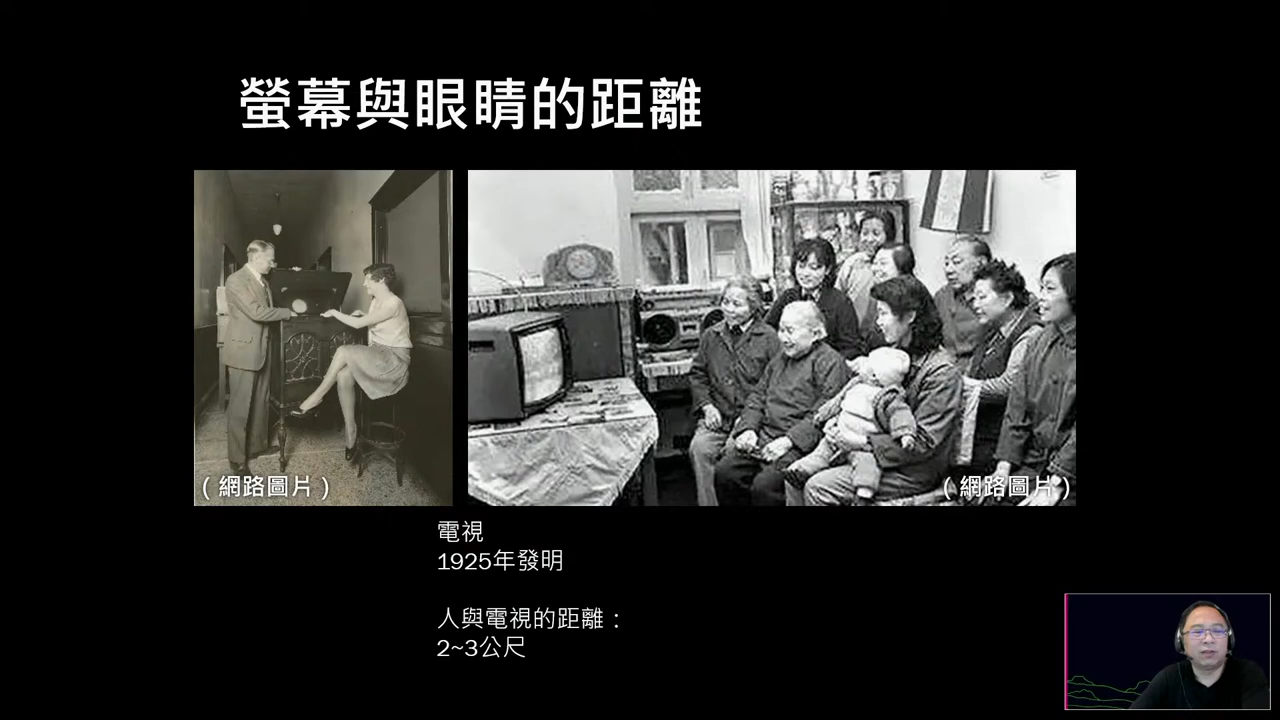 螢幕與眼睛的距離
(網路圖片)
(網路圖片)
電視
1925年發明
人與電視的距離：
2~3公尺